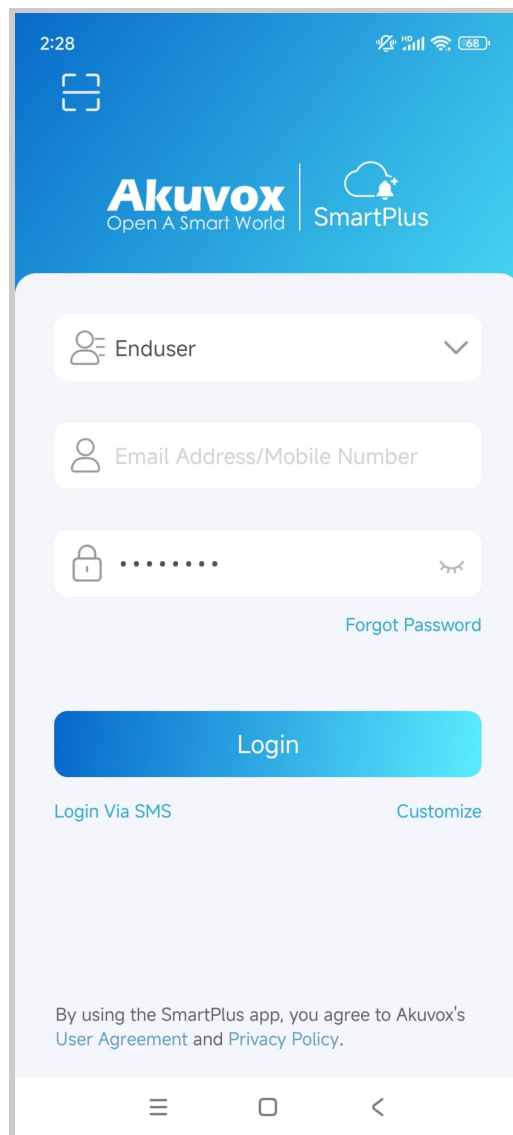 2:28
HD
68
Akuvox
Open A Smart World
SmartPlus
Enduser
Email Address/Mobile Number
••••••••
Forgot Password
Login
Login Via SMS
Customize
By using the SmartPlus app, you agree to Akuvox's
User Agreement and Privacy Policy.